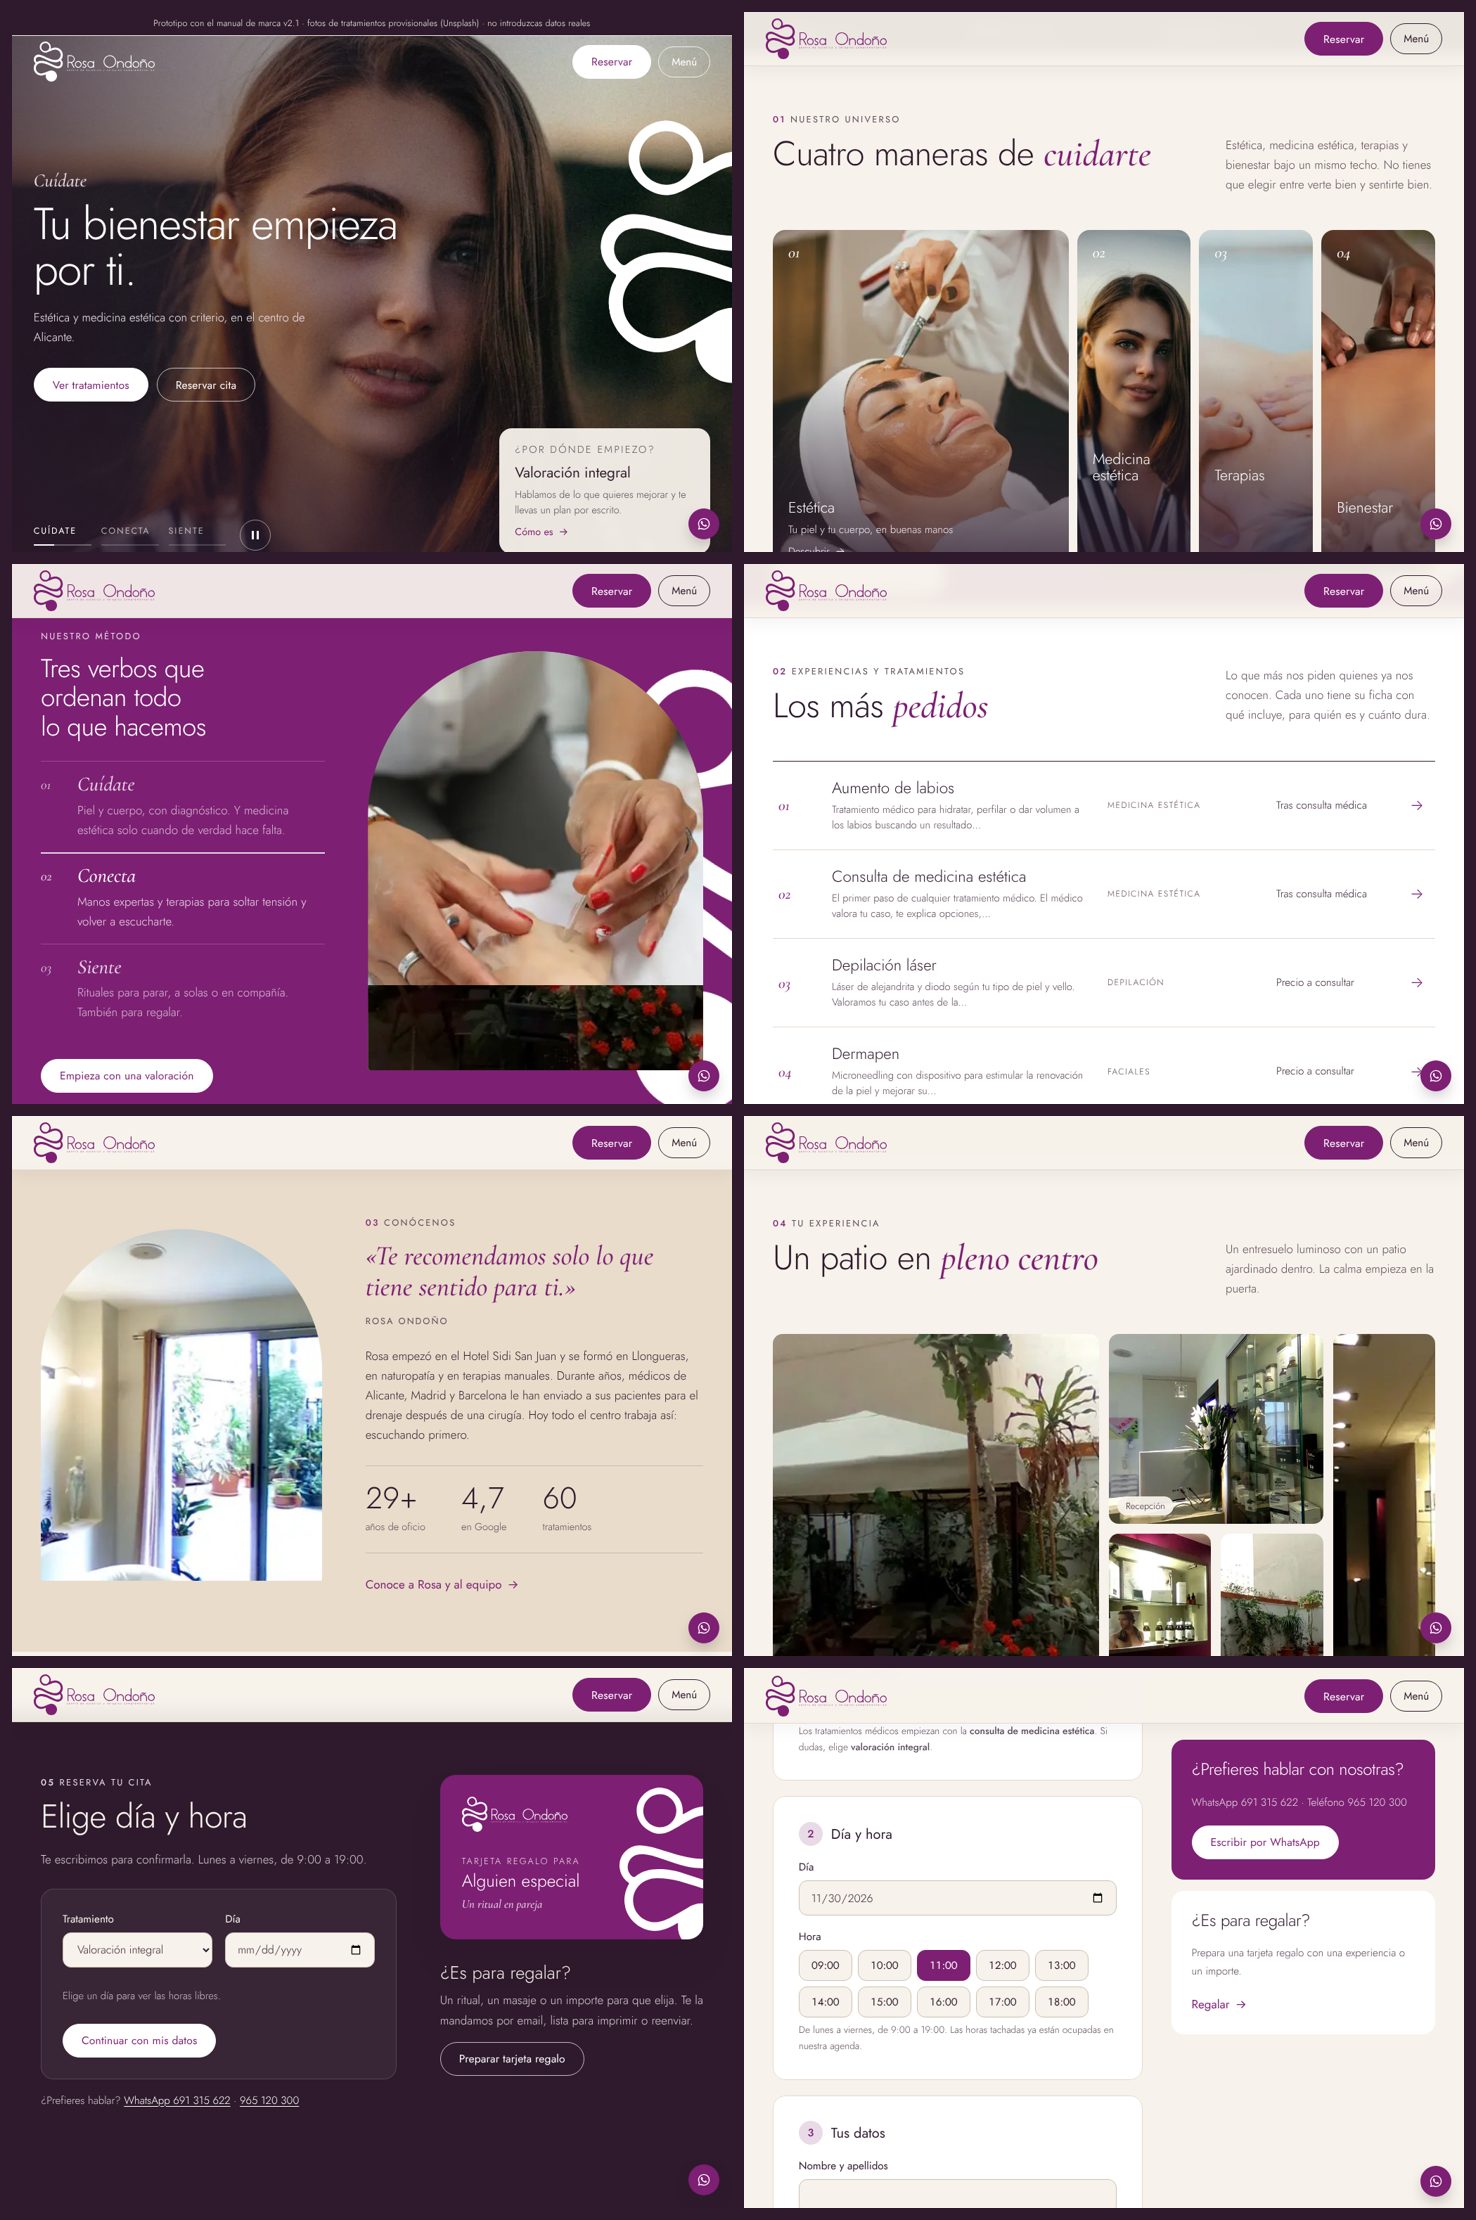 Prototipo con el manual de marca v2.1 · fotos de tratamientos provisionales (Unsplash) · no introduzcas datos reales
Rosa Ondoño
Reservar
Menú
Cuídate
Tu bienestar empieza
por ti.
Estética y medicina estética con criterio, en el centro de
Alicante.
Ver tratamientos
Reservar cita
¿POR DÓNDE EMPIEZO?
Valoración integral
Hablamos de lo que quieres mejorar y te
llevas un plan por escrito.
Cómo es →
CUÍDATE
CONECTA
SIENTE
Rosa Ondoño
Reservar
Menú
01 NUESTRO UNIVERSO
Cuatro maneras de cuidarte
Estética, medicina estética, terapias y
bienestar bajo un mismo techo. No tienes
que elegir entre verte bien y sentirte bien.
01
Estética
Tu piel y tu cuerpo, en buenas manos
Descubrir →
02
Medicina
estética
03
Terapias
04
Bienestar
Rosa Ondoño
Reservar
Menú
NUESTRO MÉTODO
Tres verbos que
ordenan todo
lo que hacemos
01 Cuídate
Piel y cuerpo, con diagnóstico. Y medicina
estética solo cuando de verdad hace falta.
02 Conecta
Manos expertas y terapias para soltar tensión y
volver a escucharte.
03 Siente
Rituales para parar, a solas o en compañía.
También para regalar.
Empieza con una valoración
Rosa Ondoño
Reservar
Menú
02 EXPERIENCIAS Y TRATAMIENTOS
Los más pedidos
Lo que más nos piden quienes ya nos
conocen. Cada uno tiene su ficha con
qué incluye, para quién es y cuánto dura.
01
Aumento de labios
Tratamiento médico para hidratar, perfilar o dar volumen a
los labios buscando un resultado…
MEDICINA ESTÉTICA
Tras consulta médica →
02
Consulta de medicina estética
El primer paso de cualquier tratamiento médico. El médico
valora tu caso, te explica opciones,…
MEDICINA ESTÉTICA
Tras consulta médica →
03
Depilación láser
Láser de alejandrita y diodo según tu tipo de piel y vello.
Valoramos tu caso antes de la…
DEPILACIÓN
Precio a consultar →
04
Dermapen
Microneedling con dispositivo para estimular la renovación
de la piel y mejorar su…
FACIALES
Precio a consultar →
Rosa Ondoño
Reservar
Menú
03 CONÓCENOS
«Te recomendamos solo lo que
tiene sentido para ti.»
ROSA ONDOÑO
Rosa empezó en el Hotel Sidi San Juan y se formó en Llongueras,
en naturopatía y en terapias manuales. Durante años, médicos de
Alicante, Madrid y Barcelona le han enviado a sus pacientes para el
drenaje después de una cirugía. Hoy todo el centro trabaja así:
escuchando primero.
29+
años de oficio
4,7
en Google
60
tratamientos
Conoce a Rosa y al equipo →
Rosa Ondoño
Reservar
Menú
04 TU EXPERIENCIA
Un patio en pleno centro
Un entresuelo luminoso con un patio
ajardinado dentro. La calma empieza en la
puerta.
Recepción
Rosa Ondoño
Reservar
Menú
05 RESERVA TU CITA
Elige día y hora
Te escribimos para confirmarla. Lunes a viernes, de 9:00 a 19:00.
Tratamiento
Valoración integral
Día
mm/dd/yyyy
Elige un día para ver las horas libres.
Continuar con mis datos
¿Prefieres hablar? WhatsApp 691 315 622 · 965 120 300
Rosa Ondoño
TARJETA REGALO PARA
Alguien especial
Un ritual en pareja
¿Es para regalar?
Un ritual, un masaje o un importe para que elija. Te la
mandamos por email, lista para imprimir o reenviar.
Preparar tarjeta regalo
Rosa Ondoño
Reservar
Menú
Los tratamientos médicos empiezan con la consulta de medicina estética. Si
dudas, elige valoración integral.
2 Día y hora
Día
11/30/2026
Hora
09:00 10:00 11:00 12:00 13:00
14:00 15:00 16:00 17:00 18:00
De lunes a viernes, de 9:00 a 19:00. Las horas tachadas ya están ocupadas en
nuestra agenda.
3 Tus datos
Nombre y apellidos
¿Prefieres hablar con nosotras?
WhatsApp 691 315 622 · Teléfono 965 120 300
Escribir por WhatsApp
¿Es para regalar?
Prepara una tarjeta regalo con una experiencia o
un importe.
Regalar →